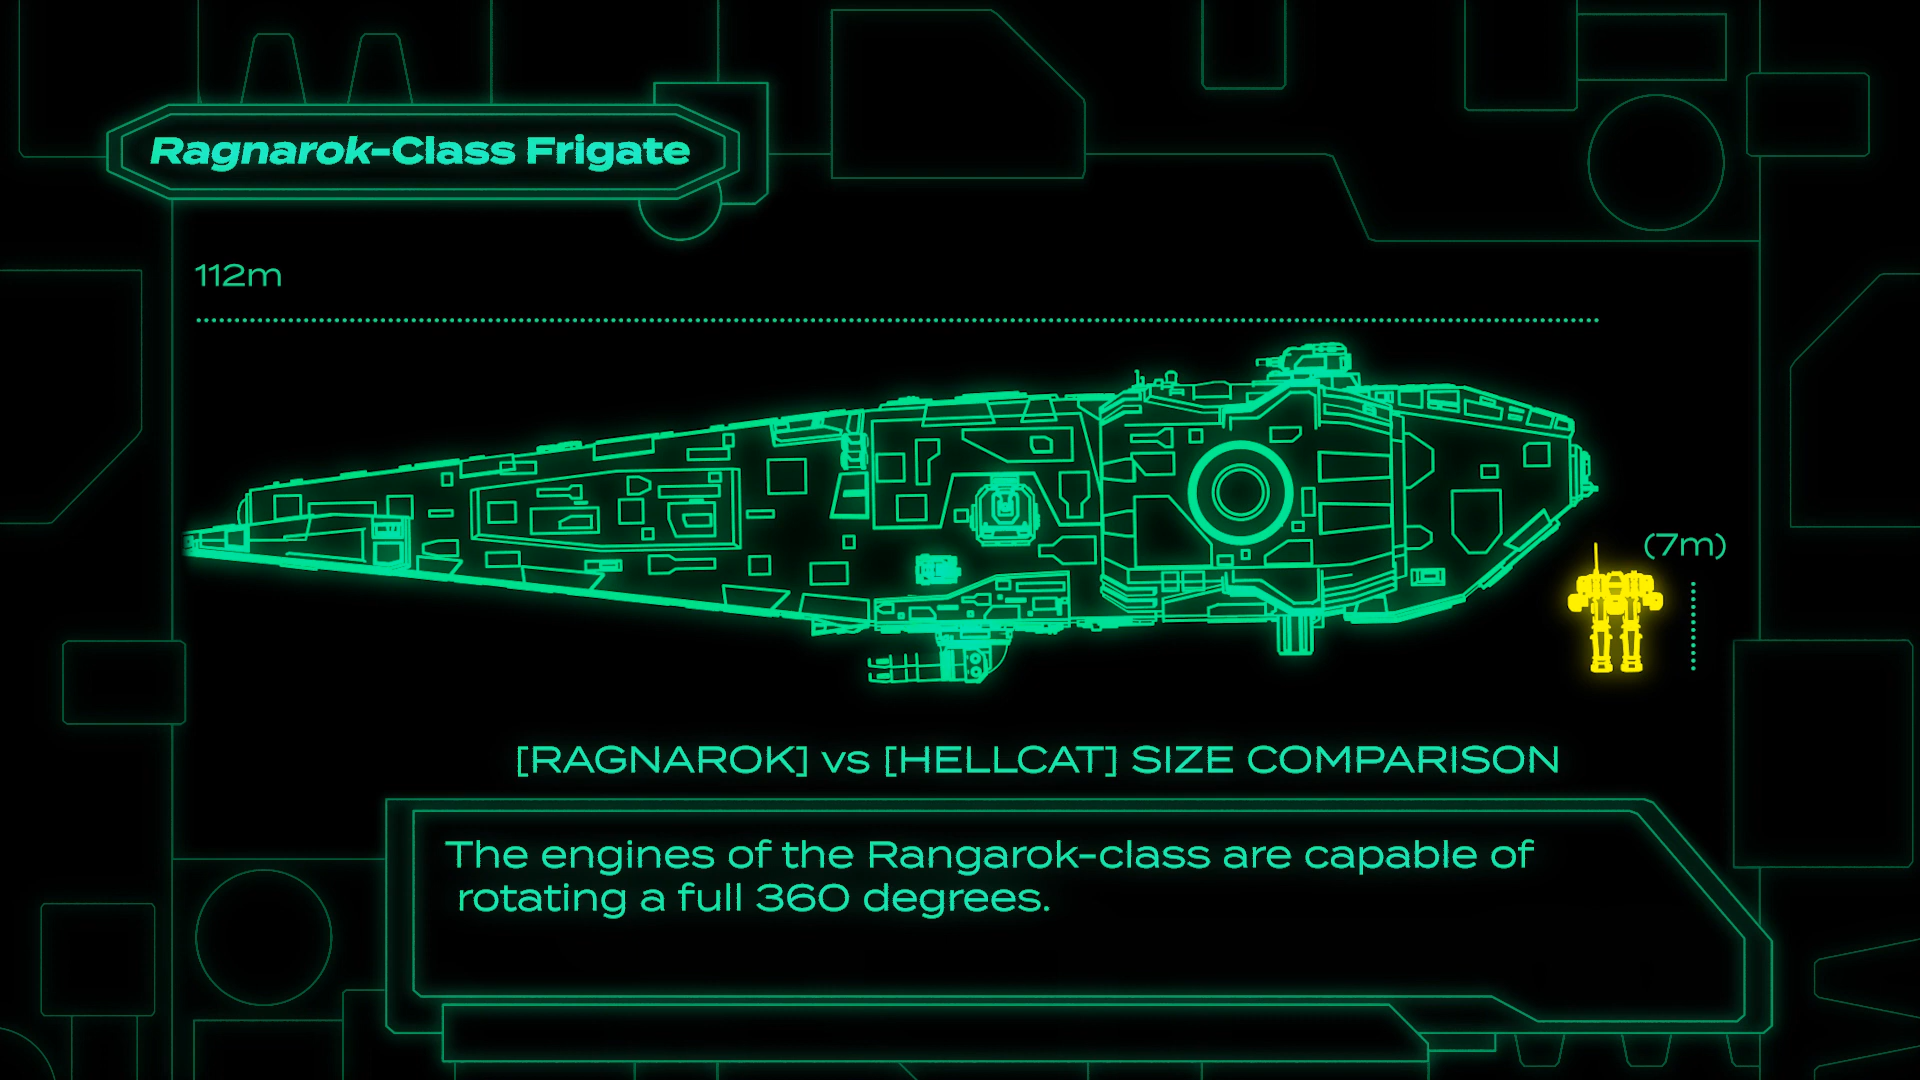 Ragnarok-Class Frigate
112m
(7m)
[RAGNAROK] vs [HELLCAT] SIZE COMPARISON
The engines of the Rangarok-class are capable of
rotating a full 360 degrees.